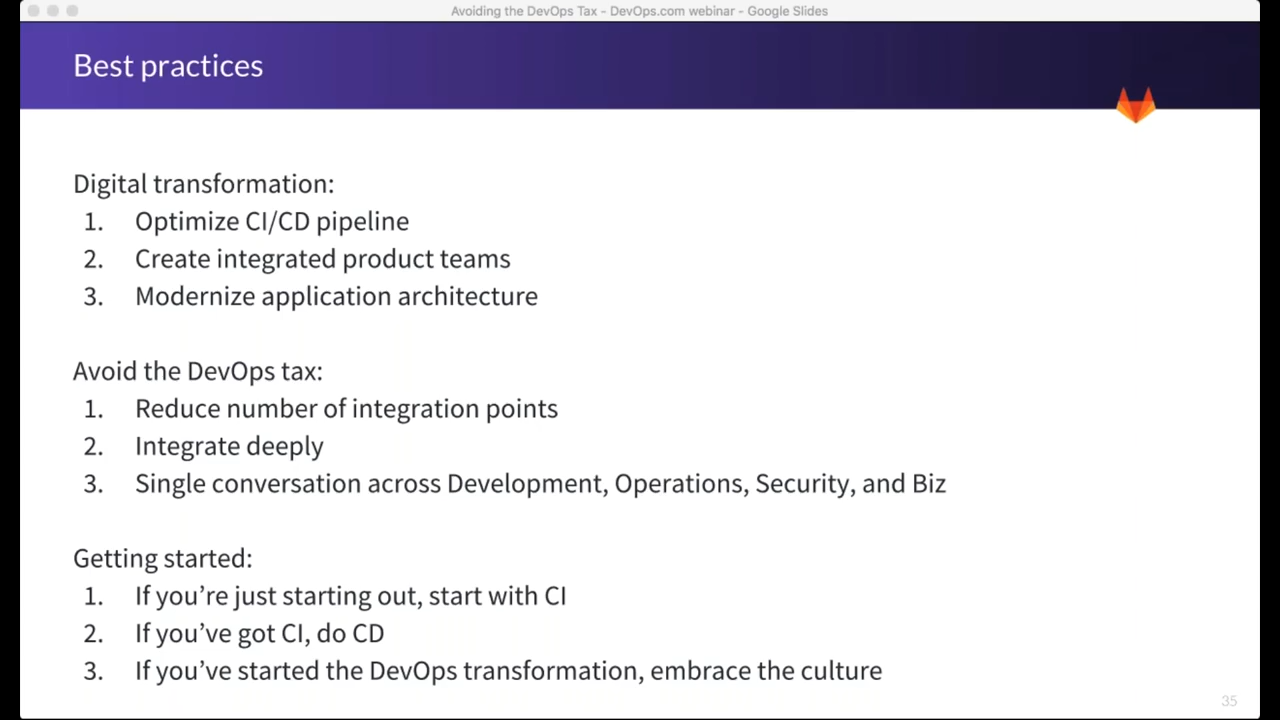 Avoiding the DevOps Tax - DevOps.com webinar - Google Slides
Best practices
Digital transformation:
1. Optimize CI/CD pipeline
2. Create integrated product teams
3. Modernize application architecture
Avoid the DevOps tax:
1. Reduce number of integration points
2. Integrate deeply
3. Single conversation across Development, Operations, Security, and Biz
Getting started:
1. If you’re just starting out, start with CI
2. If you’ve got CI, do CD
3. If you’ve started the DevOps transformation, embrace the culture
35